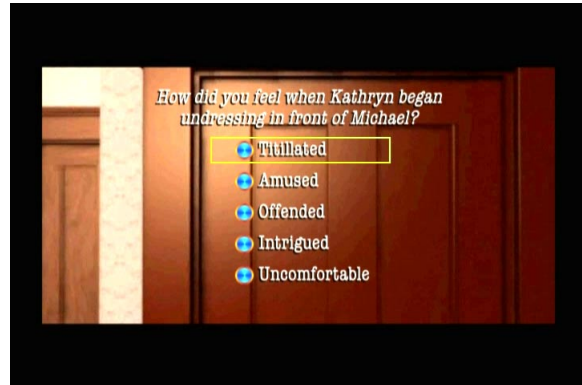 How did you feel when Kathryn began
undressing in front of Michael?
Titillated
Amused
Offended
Intrigued
Uncomfortable